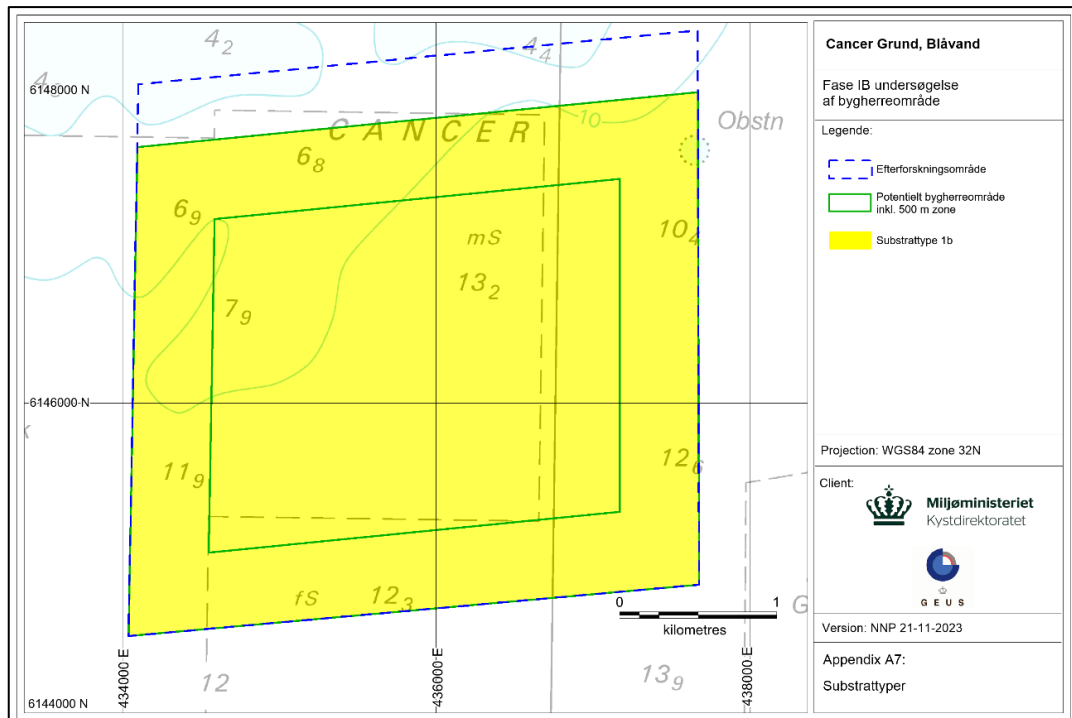 4₂
4₄
6148000 N
CANCER
10
Obstn
6₈
6₉
10₄
mS
13₂
7₉
6146000 N
11₉
12₆
fS
12₃
0
1
kilometres
12
13₉
6144000 N
434000 E
436000 E
438000 E
Cancer Grund, Blåvand
Fase IB undersøgelse
af bygherreområde
Legende:
Efterforskningsområde
Potentielt bygherreområde
inkl. 500 m zone
Substrattype 1b
Projection: WGS84 zone 32N
Client:
Miljøministeriet
Kystdirektoratet
G E U S
Version: NNP 21-11-2023
Appendix A7:
Substrattyper